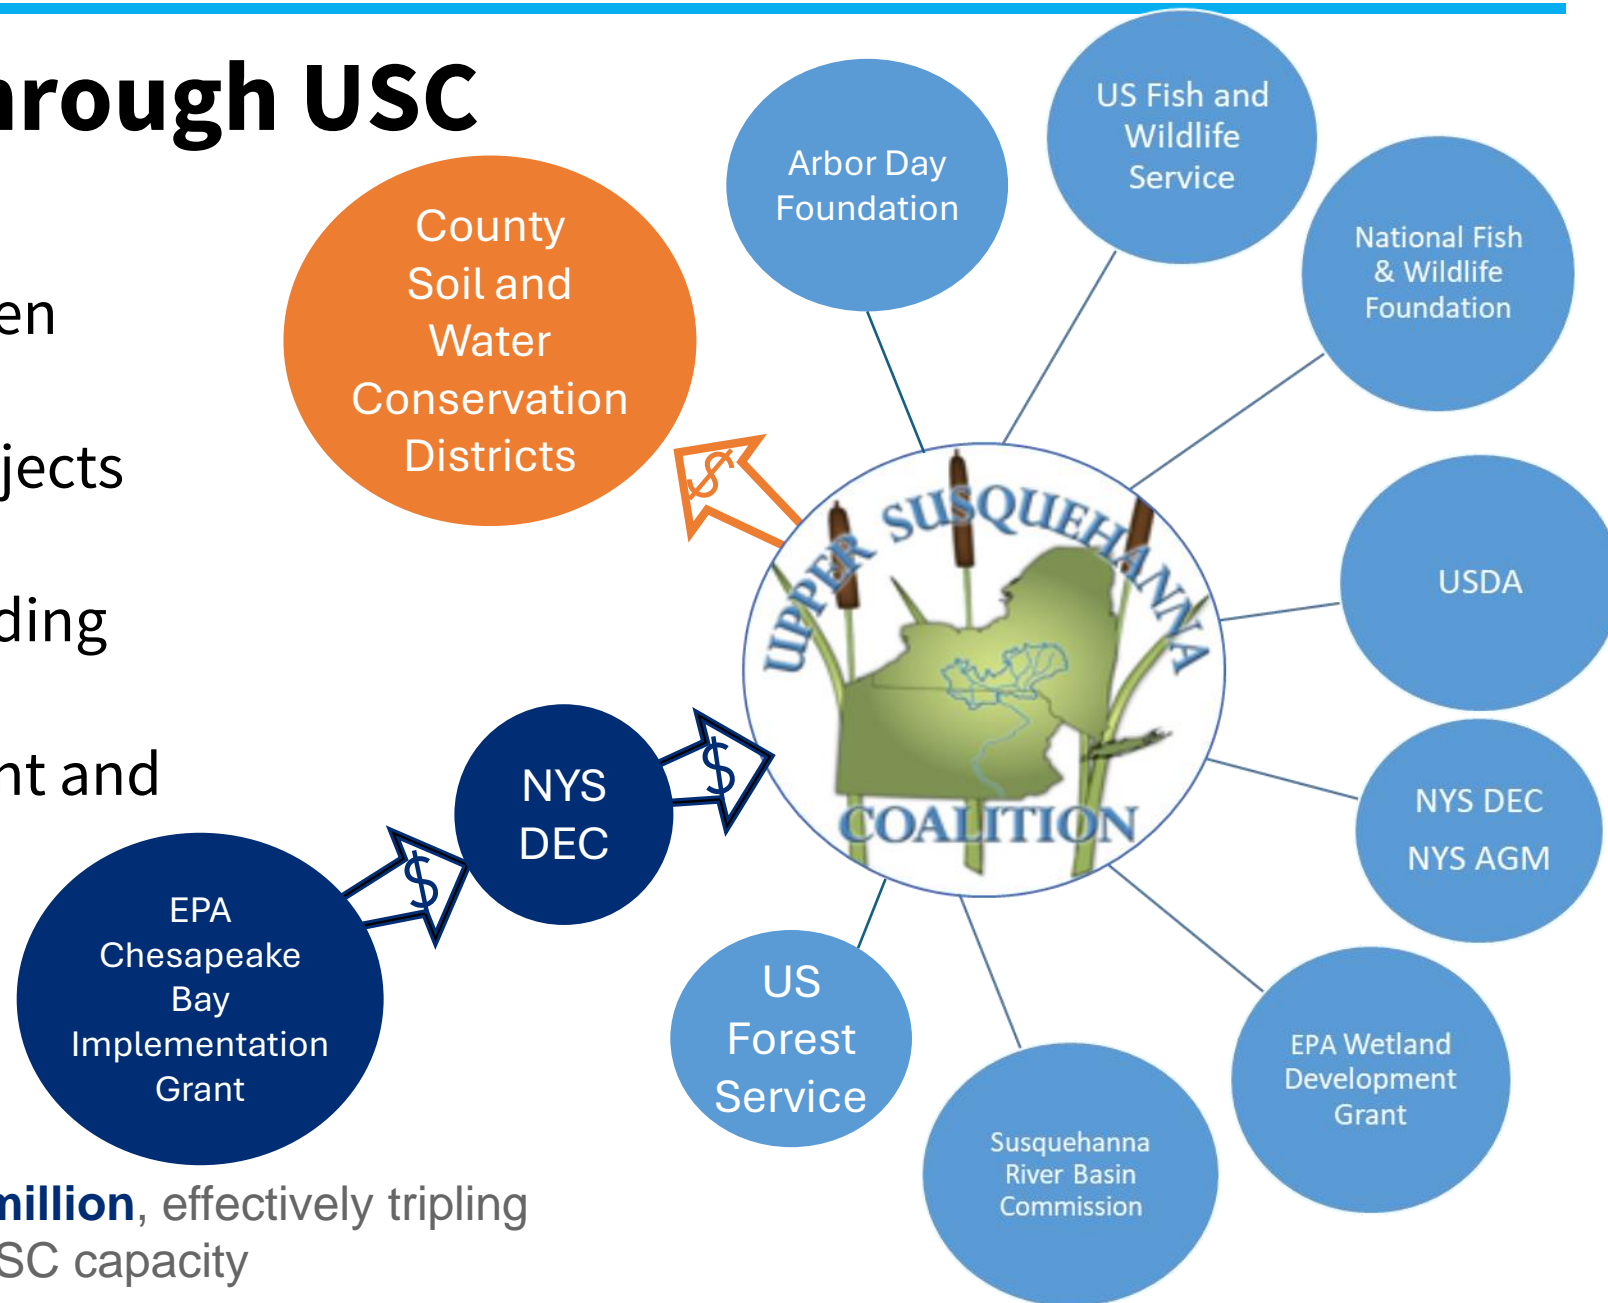 hrough USC
en
jects
ding
nt and
County
Soil and
Water
Conservation
Districts
Arbor Day
Foundation
US Fish and
Wildlife
Service
National Fish
& Wildlife
Foundation
USDA
NYS DEC
NYS AGM
EPA Wetland
Development
Grant
Susquehanna
River Basin
Commission
US
Forest
Service
UPPER SUSQUEHANNA
COALITION
$
$
NYS
DEC
$
EPA
Chesapeake
Bay
Implementation
Grant
million, effectively tripling
SC capacity